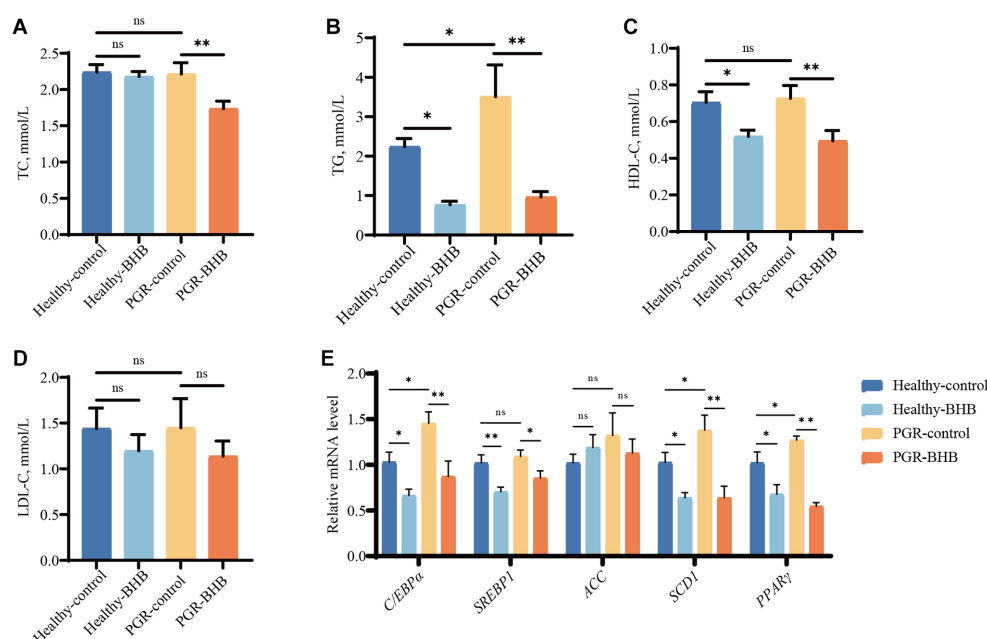 A
TC, mmol/L
2.5
2.0
1.5
1.0
0.5
0.0
ns
ns
**
Healthy-control
Healthy-BHB
PGR-control
PGR-BHB
B
TG, mmol/L
5
4
3
2
1
0
*
**
*
Healthy-control
Healthy-BHB
PGR-control
PGR-BHB
C
HDL-C, mmol/L
1.0
0.8
0.6
0.4
0.2
0.0
ns
*
**
Healthy-control
Healthy-BHB
PGR-control
PGR-BHB
D
LDL-C, mmol/L
2.0
1.5
1.0
0.5
0.0
ns
ns
ns
Healthy-control
Healthy-BHB
PGR-control
PGR-BHB
E
Relative mRNA leveel
2.0
1.5
1.0
0.5
0.0
*
**
*
ns
**
*
ns
ns
ns
*
**
*
*
**
*
C/EBPα
SREBP1
ACC
SCD1
PPARγ
Healthy-control
Healthy-BHB
PGR-control
PGR-BHB